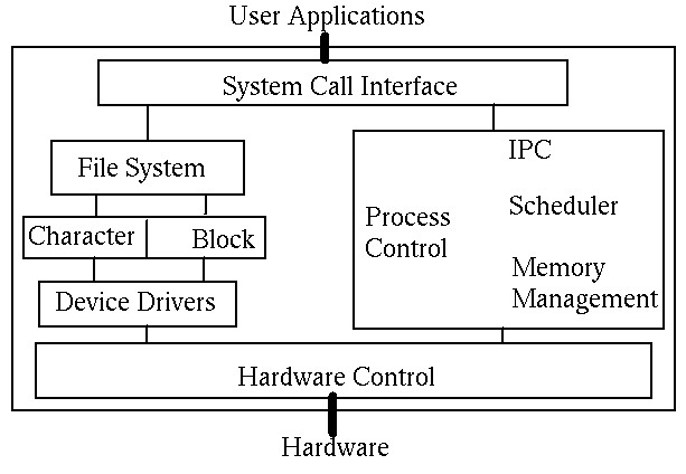 User Applications
System Call Interface
File System
Character
Block
Device Drivers
Process
Control
IPC
Scheduler
Memory
Management
Hardware Control
Hardware